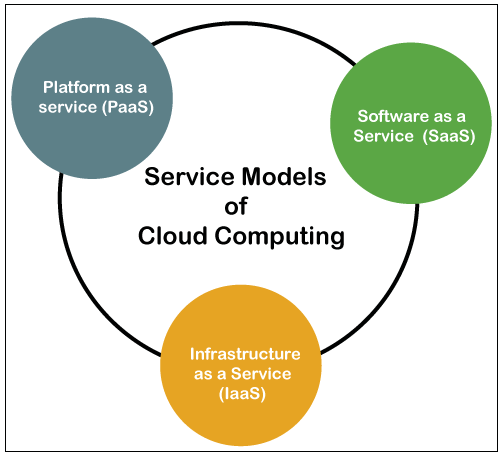 Platform as a
service (PaaS)
Software as a
Service (SaaS)
Service Models
of
Cloud Computing
Infrastructure
as a Service
(IaaS)